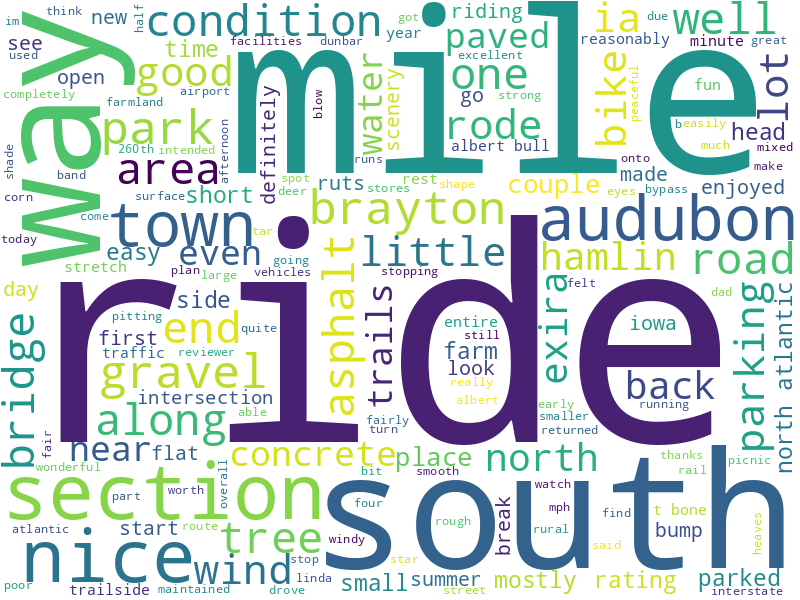 im
think
new
half
condition
got
riding
due
great
ia
well
see
used
way
time
facilities
dunbar
year
mile
paved
reasonably
minute
open
good
airport
excellent
one
bike
peaceful
lot
completely
farmland
park
water
scenery
go
strong
fun
easily
b
much
head
mixed
shade
260th
intended
afternoon
area
definitely
blow
rode
albert bull
runs
onto
make
corn
band
spot
deer
surface
stores
short
ruts
rest
shape
couple
made
eyes
bypass
enjoyed
today
come
town
even
brayton
audubon
easy
tar
going
little
hamlin
road
stretch
plan
large
vehicles
stopping
felt
dad
day
pitting
side
ride
asphalt
trails
exira
parking
north atlantic
bridge
first
end
quite
entire
still
iowa
traffic
reviewer
farm
look
really
gravel
back
intersection
albert
early
running
along
able
fairly
turn
smaller
returned
fair
near
flat
concrete
place
north
thanks
rail
picnic
wonderful
overall
bit
smooth
section
part
worth
four
watch
south
mph
find
t bone
atlantic
start
route
tree
windy
break
rough
rural
bump
heaves
nice
wind
stop
star
said
poor
trailside
maintained
drove
linda
small
summer
street
mostly
rating
parked
interstate